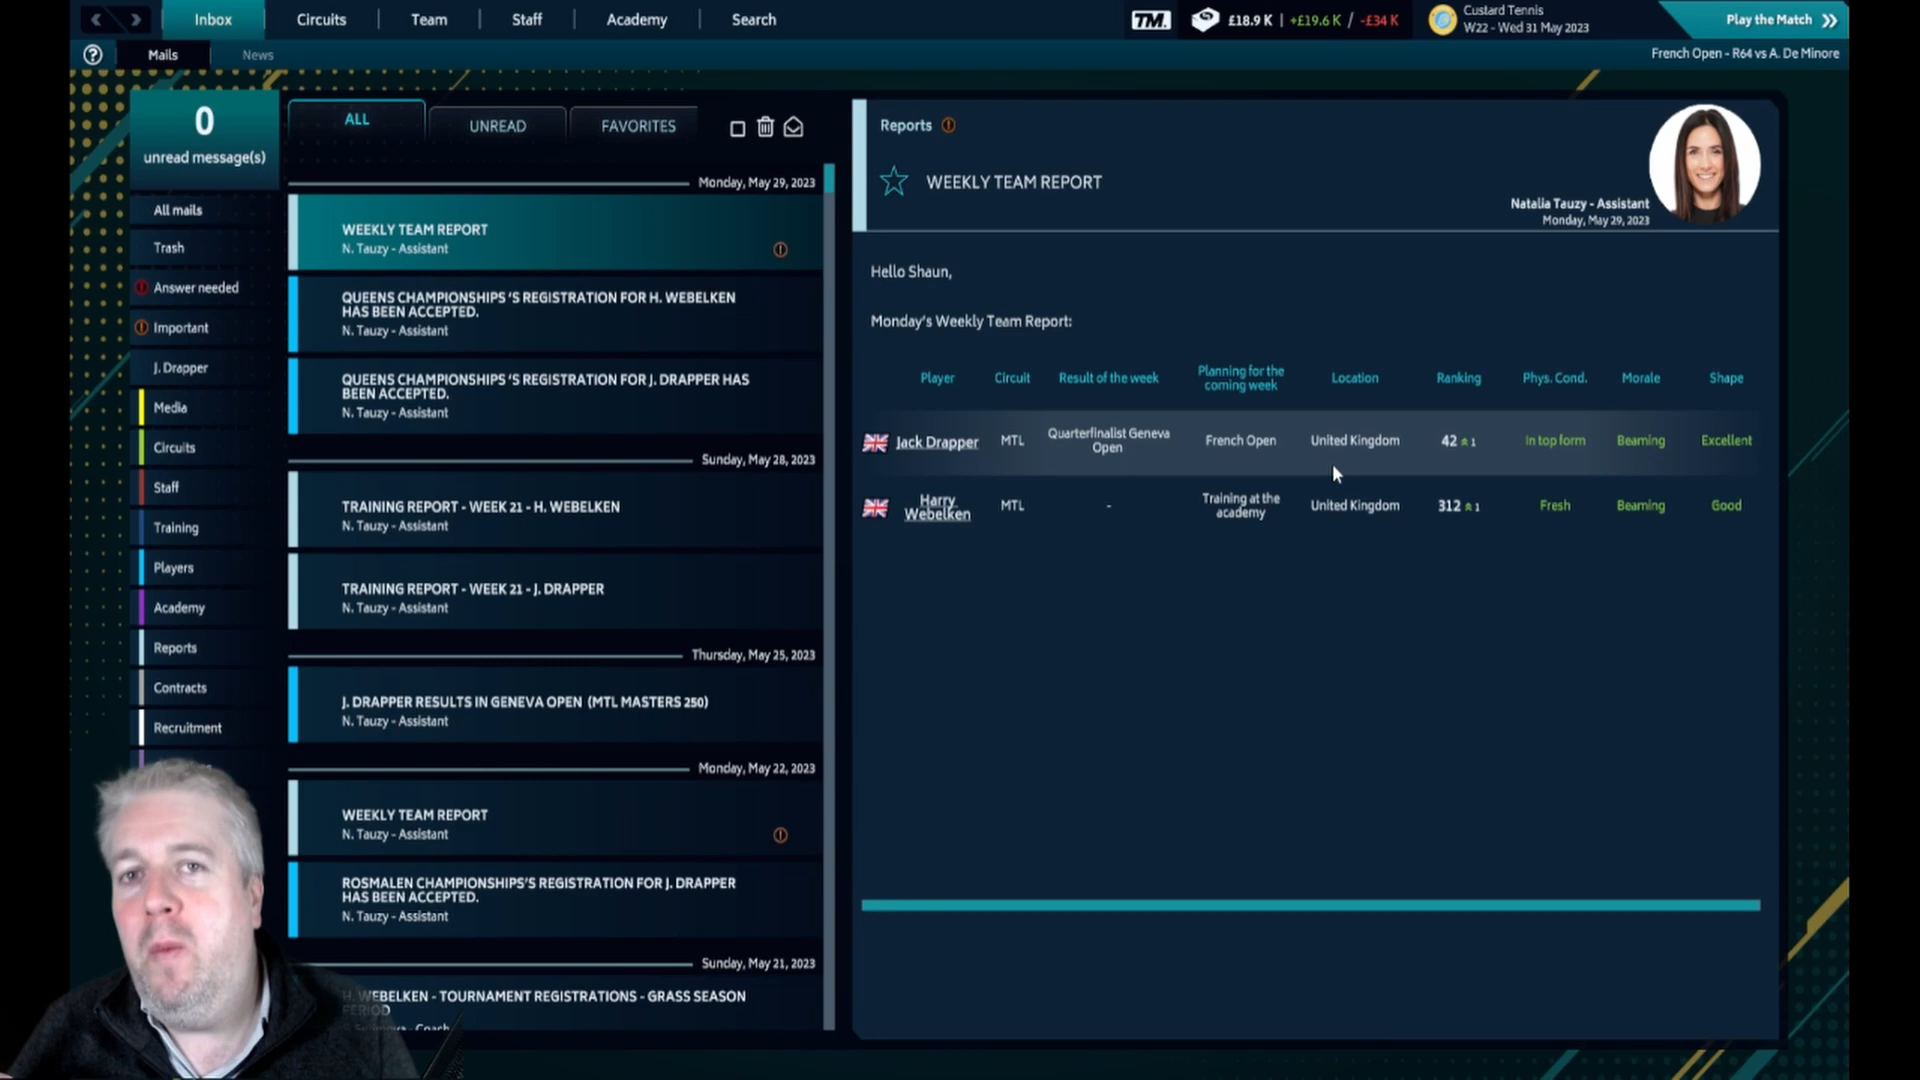 Inbox
Circuits
Team
Staff
Academy
Search
TM.
£18.9 K | +£19.6 K / -£34 K
Custard Tennis
W22 - Wed 31 May 2023
Play the Match
Mails
News
French Open - R64 vs A. De Minore
0
unread message(s)
All mails
Trash
Answer needed
Important
J. Drapper
Media
Circuits
Staff
Training
Players
Academy
Reports
Contracts
Recruitment
ALL
UNREAD
FAVORITES
Monday, May 29, 2023
WEEKLY TEAM REPORT
N. Tauzy - Assistant
QUEENS CHAMPIONSHIPS 'S REGISTRATION FOR H. WEBELKEN
HAS BEEN ACCEPTED.
N. Tauzy - Assistant
QUEENS CHAMPIONSHIPS 'S REGISTRATION FOR J. DRAPPER HAS
BEEN ACCEPTED.
N. Tauzy - Assistant
Sunday, May 28, 2023
TRAINING REPORT - WEEK 21 - H. WEBELKEN
N. Tauzy - Assistant
TRAINING REPORT - WEEK 21 - J. DRAPPER
N. Tauzy - Assistant
Thursday, May 25, 2023
J. DRAPPER RESULTS IN GENEVA OPEN (MTL MASTERS 250)
N. Tauzy - Assistant
Monday, May 22, 2023
WEEKLY TEAM REPORT
N. Tauzy - Assistant
ROSMALEN CHAMPIONSHIPS'S REGISTRATION FOR J. DRAPPER
HAS BEEN ACCEPTED.
N. Tauzy - Assistant
Sunday, May 21, 2023
H. WEBELKEN - TOURNAMENT REGISTRATIONS - GRASS SEASON
PERIOD
Coach
Reports
WEEKLY TEAM REPORT
Natalia Tauzy - Assistant
Monday, May 29, 2023
Hello Shaun,
Monday's Weekly Team Report:
Player
Circuit
Result of the week
Planning for the
coming week
Location
Ranking
Phys. Cond.
Morale
Shape
Jack Drapper
MTL
Quarterfinalist Geneva
Open
French Open
United Kingdom
42 1
In top form
Beaming
Excellent
Harry
Webelken
MTL
-
Training at the
academy
United Kingdom
312 1
Fresh
Beaming
Good